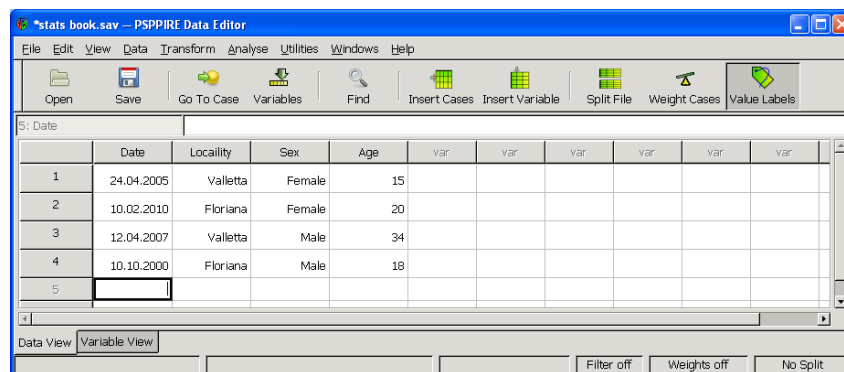 *stats book.sav — PSPPIRE Data Editor
File Edit View Data Transform Analyse Utilities Windows Help
Open Save Go To Case Variables Find Insert Cases Insert Variable Split File Weight Cases Value Labels
5: Date
Date Locaility Sex Age var var var var var var
1 24.04.2005 Valletta Female 15
2 10.02.2010 Floriana Female 20
3 12.04.2007 Valletta Male 34
4 10.10.2000 Floriana Male 18
5
Data View Variable View
Filter off Weights off No Split